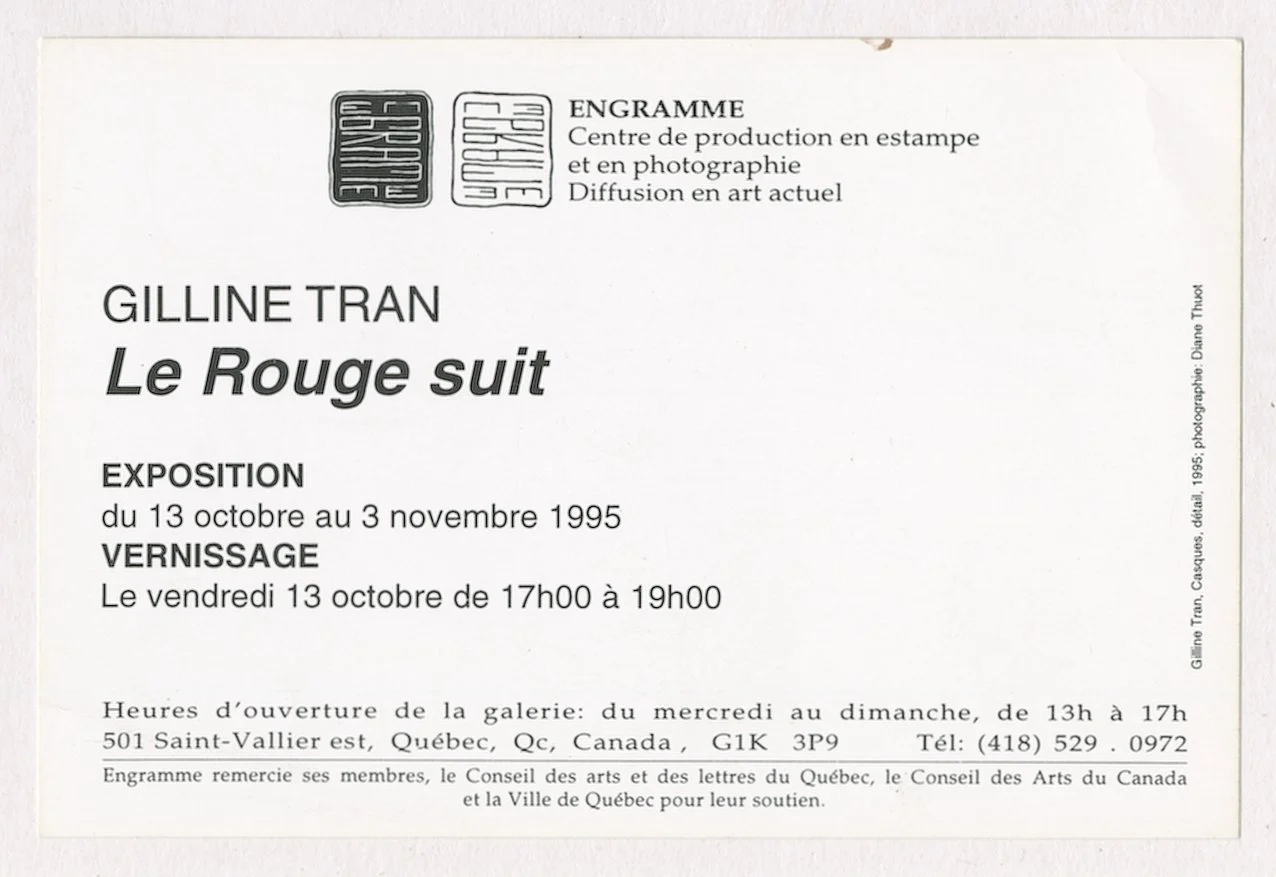 ENGRAMME
Centre de production en estampe
et en photographie
Diffusion en art actuel
GILLINE TRAN
Le Rouge suit
EXPOSITION
du 13 octobre au 3 novembre 1995
VERNISSAGE
Le vendredi 13 octobre de 17h00 à 19h00
Gilline Tran, Casques, détail, 1995; photographie: Diane Thuot
Heures d'ouverture de la galerie: du mercredi au dimanche, de 13h à 17h
501 Saint-Vallier est, Québec, Qc, Canada, G1K 3P9 Tél: (418) 529 . 0972
Engramme remercie ses membres, le Conseil des arts et des lettres du Québec, le Conseil des Arts du Canada
et la Ville de Québec pour leur soutien.